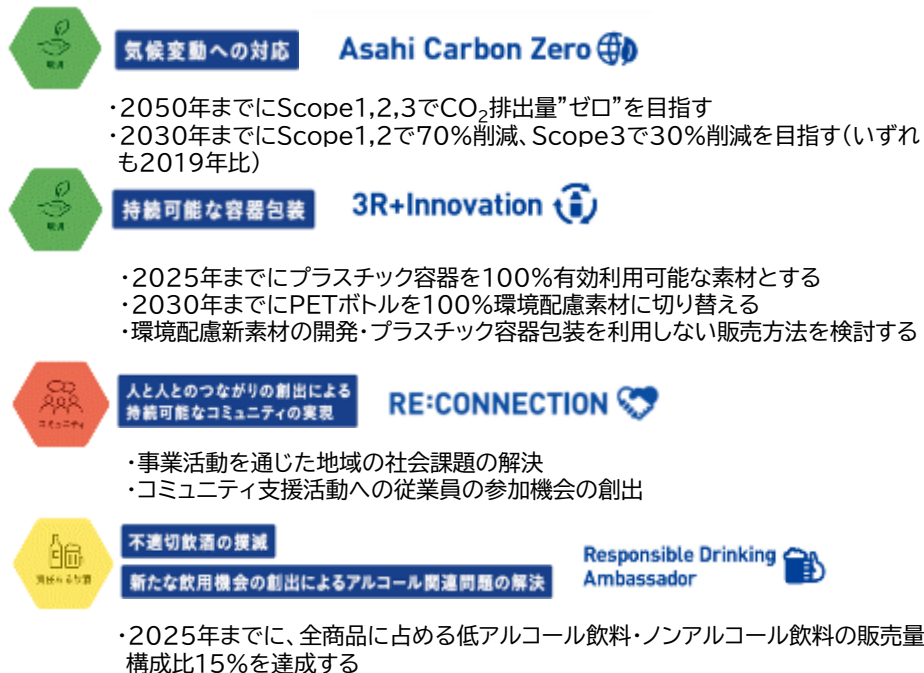 環境
気候変動への対応
Asahi Carbon Zero
・2050年までにScope1,2,3でCO₂排出量”ゼロ”を目指す
・2030年までにScope1,2で70%削減、Scope3で30%削減を目指す(いずれ
も2019年比)
環境
持続可能な容器包装
3R+Innovation
・2025年までにプラスチック容器を100%有効利用可能な素材とする
・2030年までにPETボトルを100%環境配慮素材に切り替える
・環境配慮新素材の開発・プラスチック容器包装を利用しない販売方法を検討する
コミュニティ
人と人とのつながりの創出による
持続可能なコミュニティの実現
RE:CONNECTION
・事業活動を通じた地域の社会課題の解決
・コミュニティ支援活動への従業員の参加機会の創出
責任ある飲酒
不適切飲酒の撲滅
新たな飲用機会の創出によるアルコール関連問題の解決
Responsible Drinking
Ambassador
・2025年までに、全商品に占める低アルコール飲料・ノンアルコール飲料の販売量
構成比15%を達成する